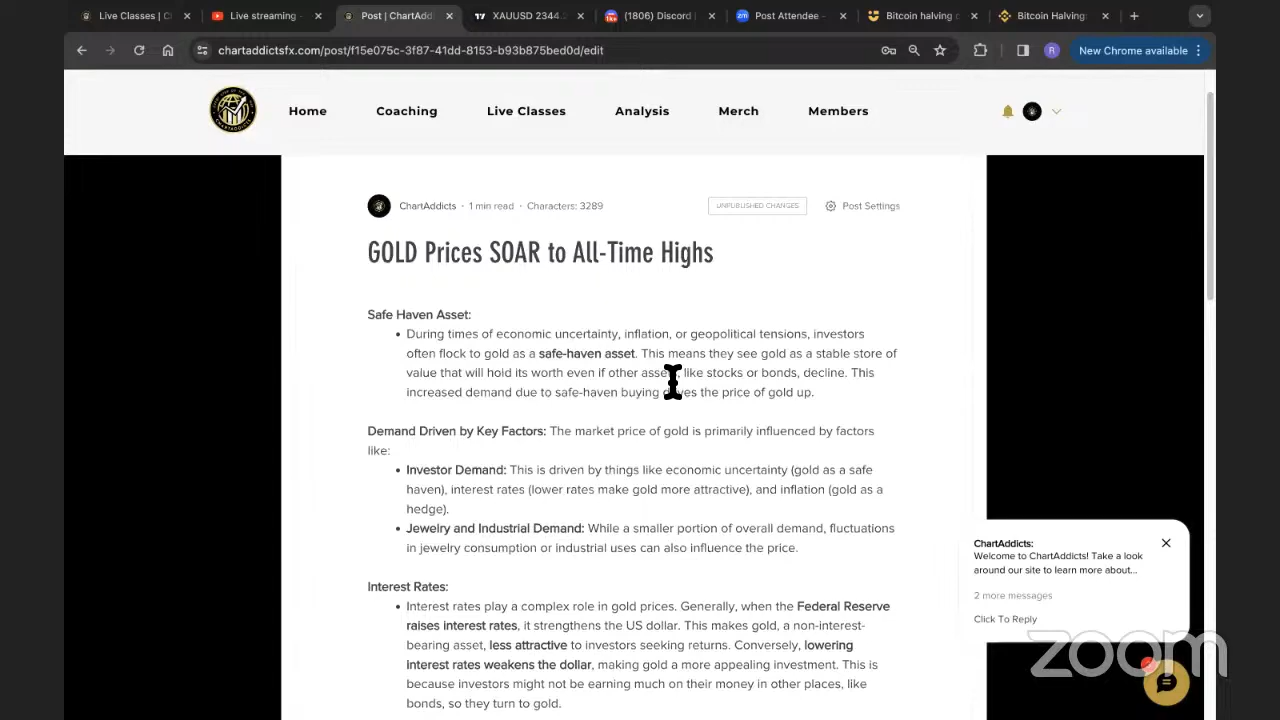 Live Classes | C
Live streaming -
Post | ChartAddi
XAUUSD 2344.
(1806) Discord |
Post Attendee -
Bitcoin halving c
Bitcoin Halving:
chartaddictsfx.com/post/f15e075c-3f87-41dd-8153-b93b875bed0d/edit
R
New Chrome available
Home Coaching Live Classes Analysis Merch Members
ChartAddicts · 1 min read · Characters: 3289
UNPUBLISHED CHANGES
Post Settings
GOLD Prices SOAR to All-Time Highs
Safe Haven Asset:
• During times of economic uncertainty, inflation, or geopolitical tensions, investors
often flock to gold as a safe-haven asset. This means they see gold as a stable store of
value that will hold its worth even if other asse, like stocks or bonds, decline. This
increased demand due to safe-haven buying es the price of gold up.
Demand Driven by Key Factors: The market price of gold is primarily influenced by factors
like:
• Investor Demand: This is driven by things like economic uncertainty (gold as a safe
haven), interest rates (lower rates make gold more attractive), and inflation (gold as a
hedge).
• Jewelry and Industrial Demand: While a smaller portion of overall demand, fluctuations
in jewelry consumption or industrial uses can also influence the price.
Interest Rates:
• Interest rates play a complex role in gold prices. Generally, when the Federal Reserve
raises interest rates, it strengthens the US dollar. This makes gold, a non-interest-
bearing asset, less attractive to investors seeking returns. Conversely, lowering
interest rates weakens the dollar, making gold a more appealing investment. This is
because investors might not be earning much on their money in other places, like
bonds, so they turn to gold.
ChartAddicts:
Welcome to ChartAddicts! Take a look
around our site to learn more about...
2 more messages
Click To Reply
zoom